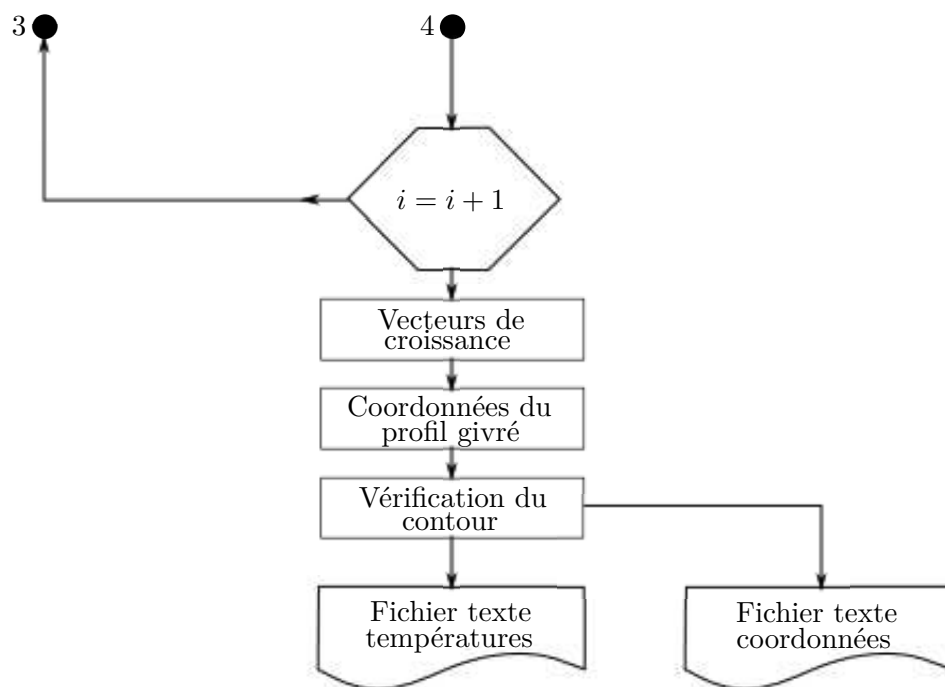 3
4
i = i + 1
Vecteurs de
croissance
Coordonnées du
profil givré
Vérification du
contour
Fichier texte
températures
Fichier texte
coordonnées